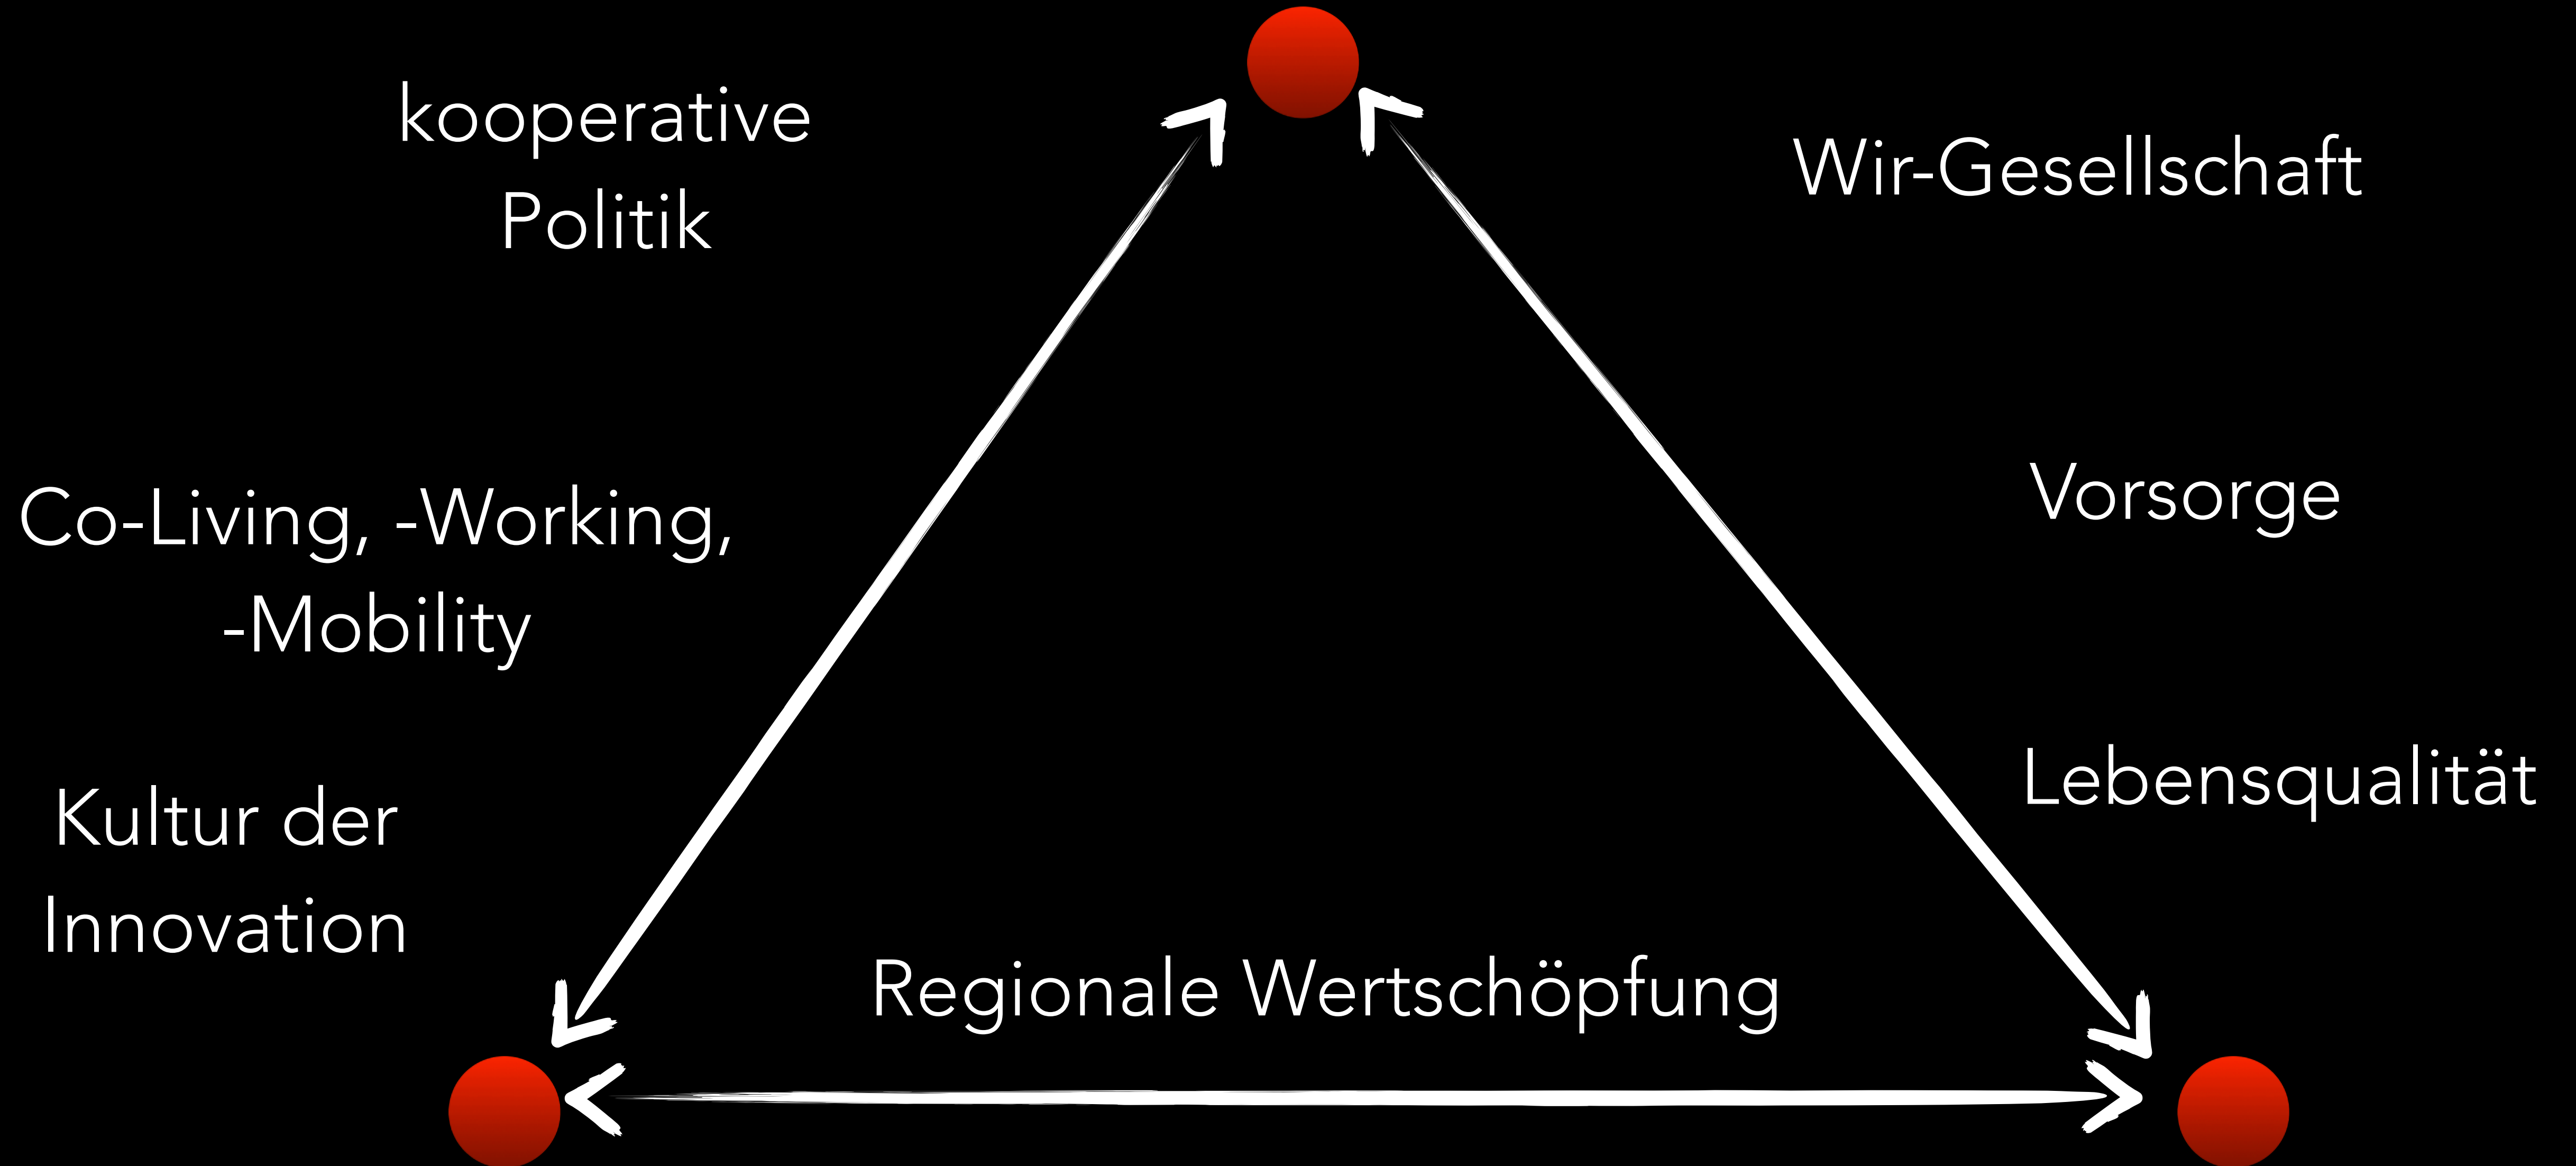 kooperative
Politik
Wir-Gesellschaft
Co-Living, -Working,
-Mobility
Vorsorge
Kultur der
Innovation
Lebensqualität
Regionale Wertschöpfung